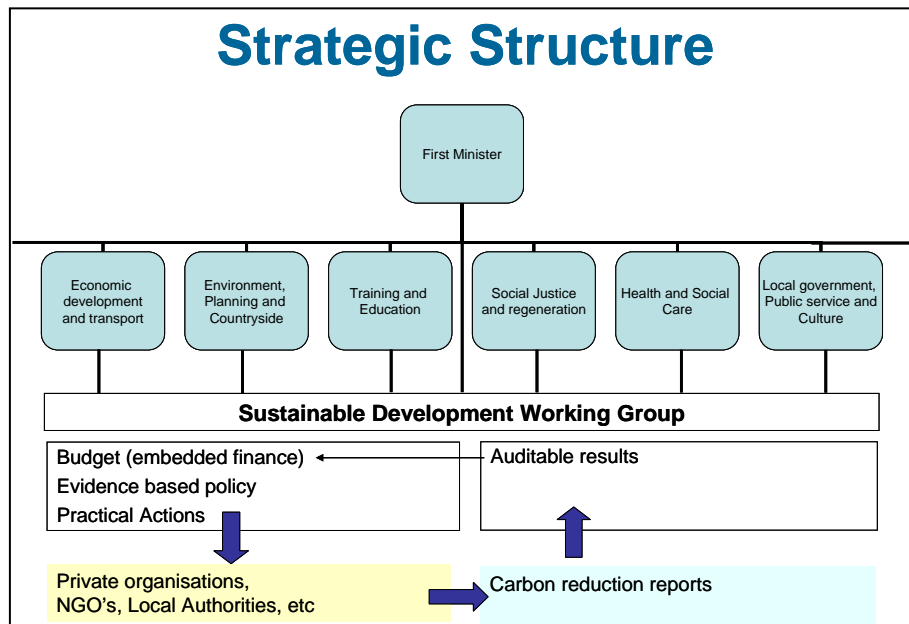 Strategic Structure
First Minister
Economic
development
and transport
Environment,
Planning and
Countryside
Training and
Education
Social Justice
and regeneration
Health and Social
Care
Local government,
Public service and
Culture
Sustainable Development Working Group
Budget (embedded finance)
Evidence based policy
Practical Actions
Auditable results
Private organisations,
NGO's, Local Authorities, etc
Carbon reduction reports